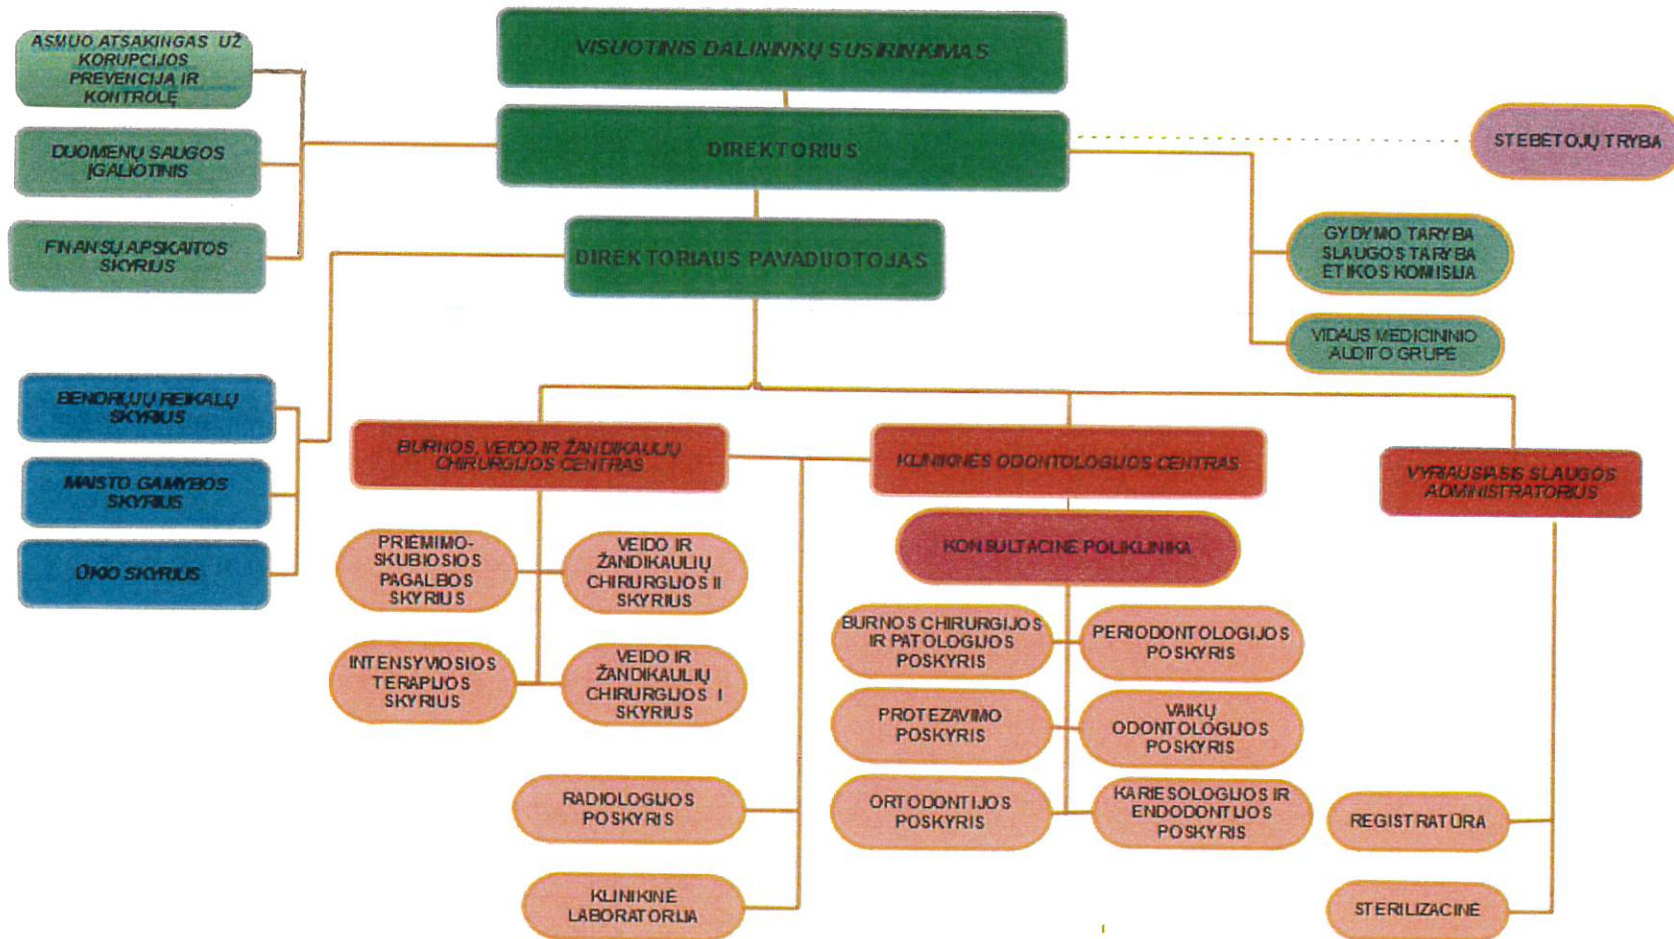 ASMUO ATSAKINGAS UŽ
KORUPCIJOS
PREVENCIJĄ IR
KONTROLĘ
DUOMENŲ SAUGOS
ĮGALIOTINIS
FINANSŲ APSKAITOS
SKYRIUS
VISUOTINIS DALININKŲ SUSIRINKIMAS
DIREKTORIUS
DIREKTORIAUS PAVADUOTOJAS
STEBĖTOJŲ TRYBA
GYDYMO TARYBA
SLAUGOS TARYBA
ETIKOS KOMISIJA
VIDAUS MEDICININIO
AUDITO GRUPĖ
BENDRŲJŲ REIKALŲ
SKYRIUS
MAISTO GAMYBOS
SKYRIUS
ŪKIO SKYRIUS
BURNOS, VEIDO IR ŽANDIKAULIŲ
CHIRURGIJOS CENTRAS
KLINIKINĖS ODONTOLOGIJOS CENTRAS
VYRIAUSIASIS SLAUGOS
ADMINISTRATORIUS
PRIĖMIMO-
SKUBIOSIOS
PAGALBOS
SKYRIUS
VEIDO IR
ŽANDIKAULIŲ
CHIRURGIJOS II
SKYRIUS
INTENSYVIOSIOS
TERAPIJOS
SKYRIUS
VEIDO IR
ŽANDIKAULIŲ
CHIRURGIJOS I
SKYRIUS
RADIOLOGIJOS
POSKYRIS
KLINIKINĖ
LABORATORIJA
KONSULTACINĖ POLIKLINIKA
BURNOS CHIRURGIJOS
IR PATOLOGIJOS
POSKYRIS
PERIODONTOLOGIJOS
POSKYRIS
PROTEZAVIMO
POSKYRIS
VAIKŲ
ODONTOLOGIJOS
POSKYRIS
ORTODONTIJOS
POSKYRIS
KARIESOLOGIJOS IR
ENDODONTIJOS
POSKYRIS
REGISTRATŪRA
STERILIZACINĖ